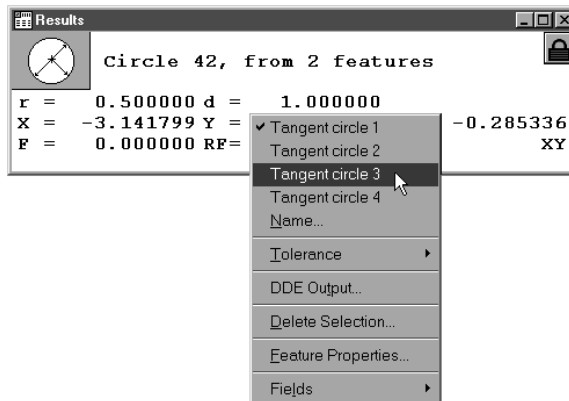 Results
Circle 42, from 2 features
r = 0.500000 d = 1.000000
X = -3.141799 Y = -0.285336
F = 0.000000 RF= XY
Tangent circle 1
Tangent circle 2
Tangent circle 3
Tangent circle 4
Name...
Tolerance
DDE Output...
Delete Selection...
Feature Properties...
Fields